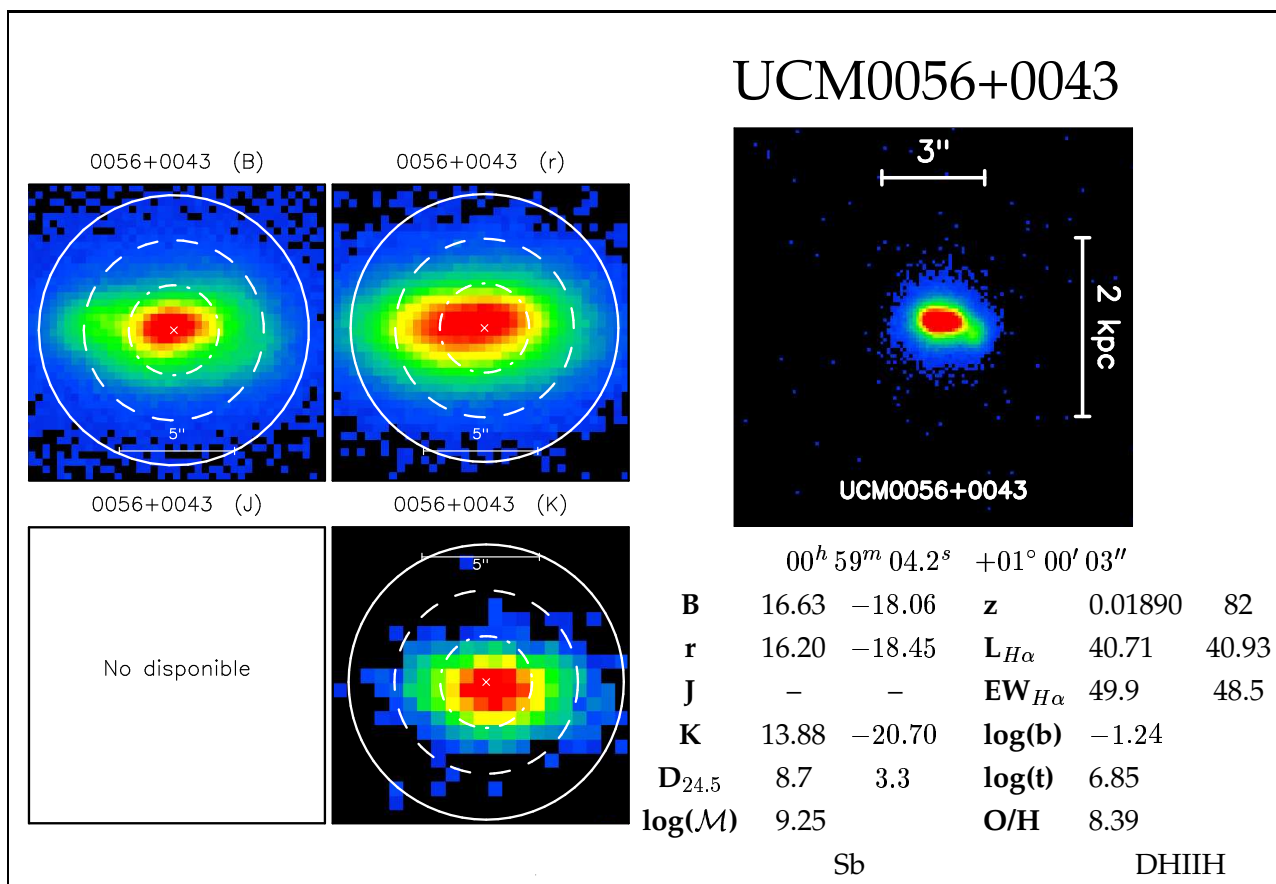 UCM0056+0043
0056+0043 (B)
0056+0043 (r)
5"
5"
0056+0043 (J)
0056+0043 (K)
No disponible
5"
3"
2 kpc
UCM0056+0043
00ʰ 59ᵐ 04.2ˢ +01° 00′ 03″
B 16.63 −18.06 z 0.01890 82
r 16.20 −18.45 L_Hα 40.71 40.93
J – – EW_Hα 49.9 48.5
K 13.88 −20.70 log(b) −1.24
D_24.5 8.7 3.3 log(t) 6.85
log(ℳ) 9.25 O/H 8.39
Sb DHIIH